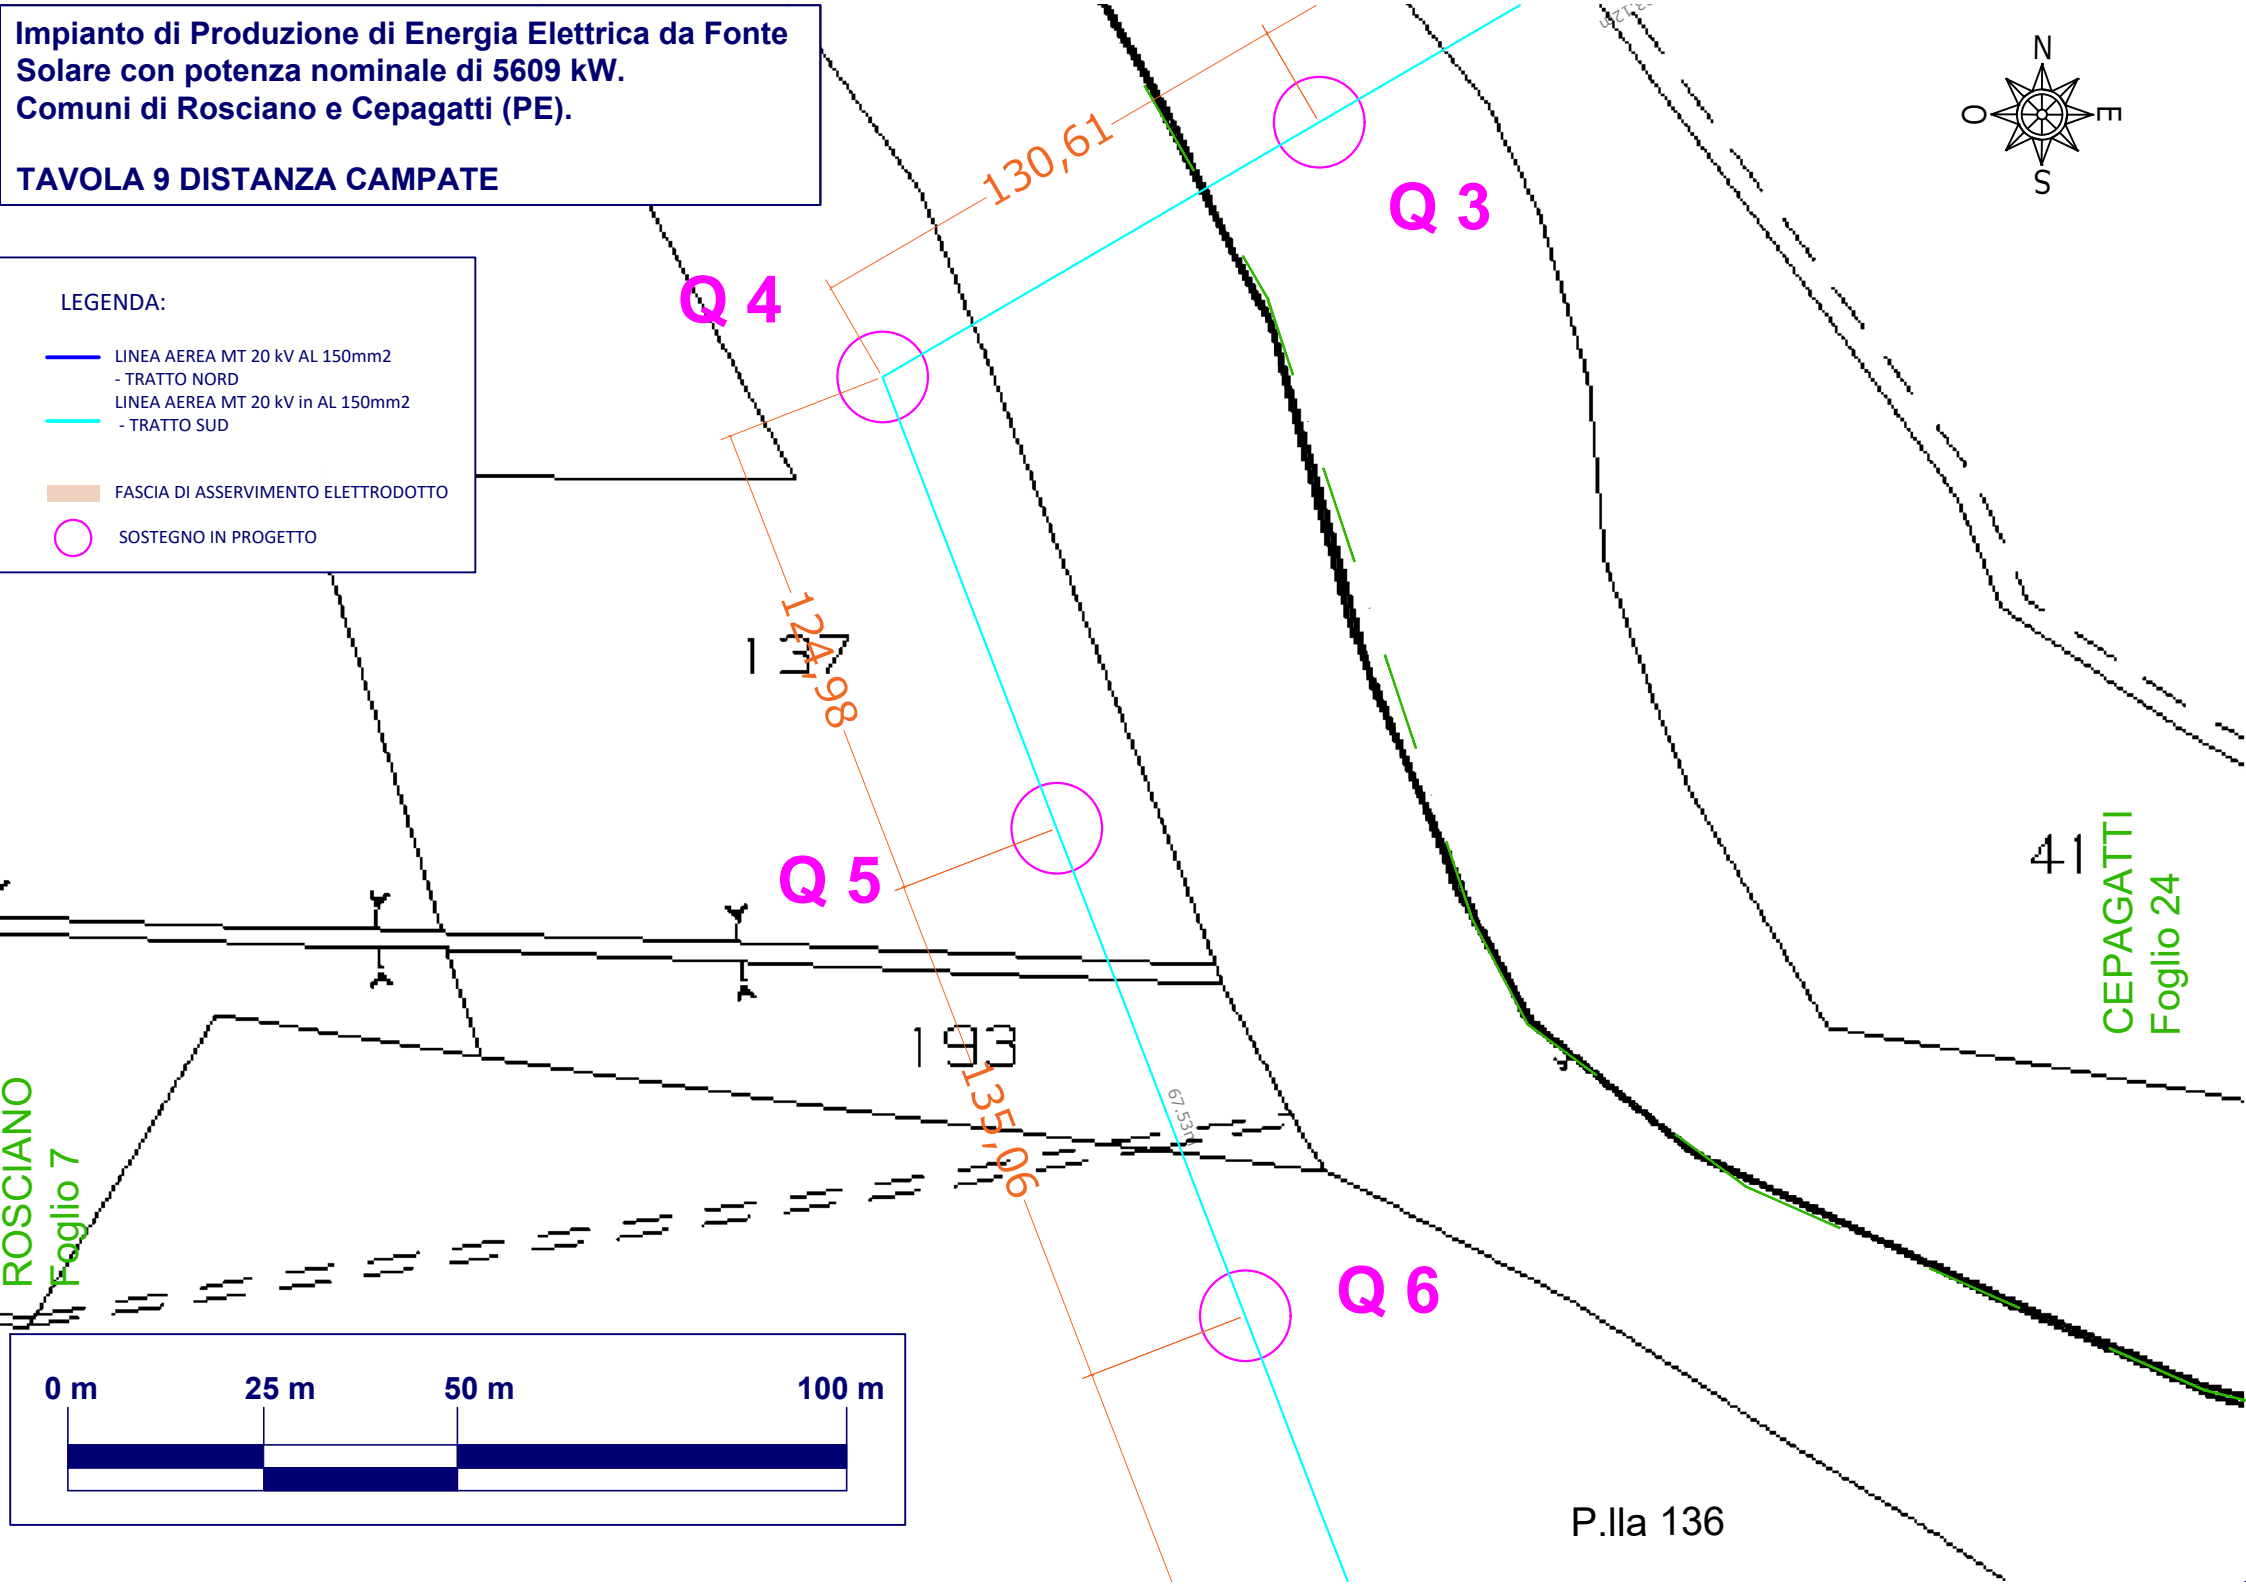 Impianto di Produzione di Energia Elettrica da Fonte
Solare con potenza nominale di 5609 kW.
Comuni di Rosciano e Cepagatti (PE).
TAVOLA 9 DISTANZA CAMPATE
N
O
E
S
130,61
Q 3
Q 4
LEGENDA:
LINEA AEREA MT 20 kV AL 150mm2
- TRATTO NORD
LINEA AEREA MT 20 kV in AL 150mm2
- TRATTO SUD
FASCIA DI ASSERVIMENTO ELETTRODOTTO
SOSTEGNO IN PROGETTO
137
124,98
Q 5
41
CEPAGATTI
Foglio 24
193
135,06
67.53m
ROSCIANO
Foglio 7
Q 6
0 m
25 m
50 m
100 m
P.lla 136